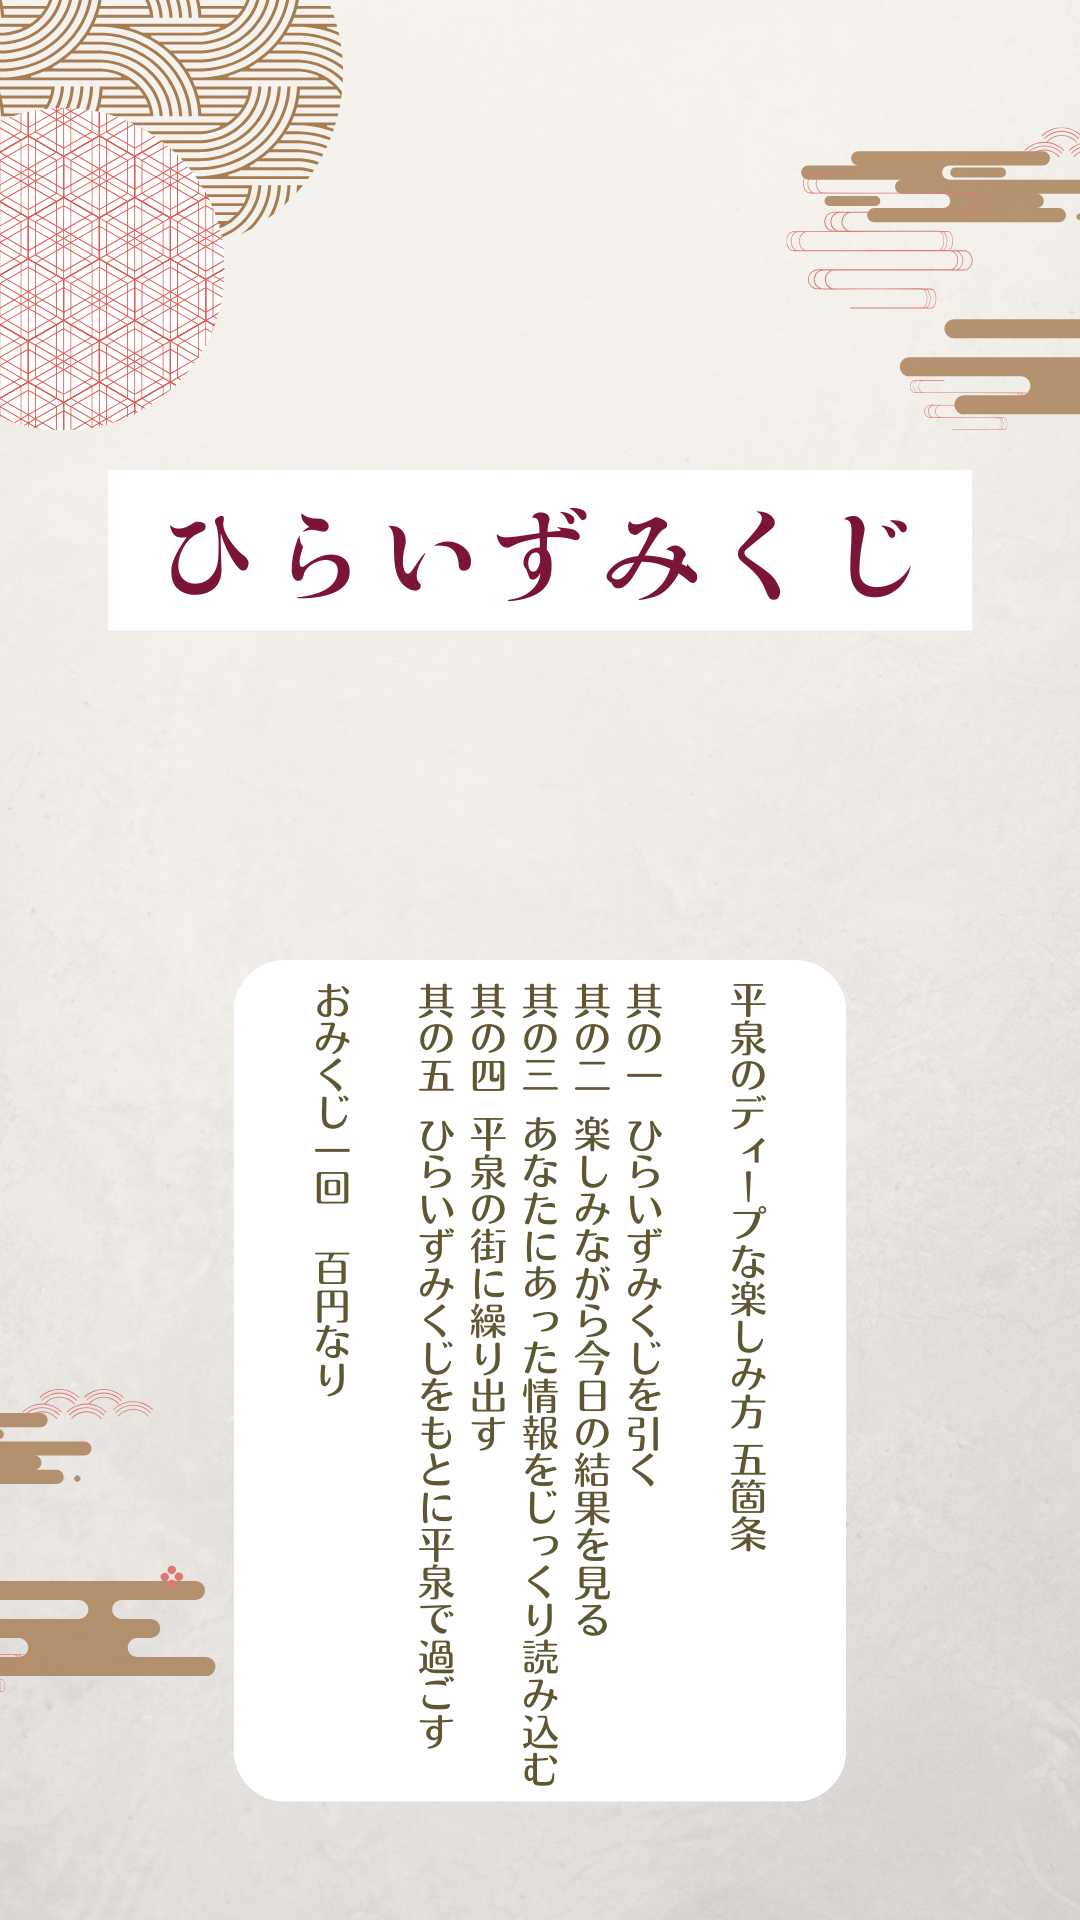 ひらいずみくじ
平泉のディープな楽しみ方 五箇条
其の一 ひらいずみくじを引く
其の二 楽しみながら今日の結果を見る
其の三 あなたにあった情報をじっくり読み込む
其の四 平泉の街に繰り出す
其の五 ひらいずみくじをもとに平泉で過ごす
おみくじ一回　百円なり